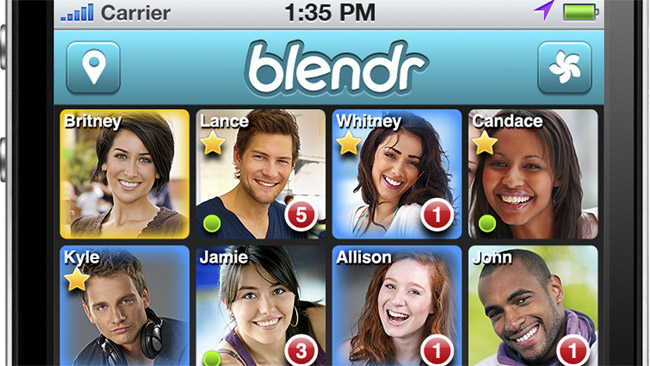 Carrier 1:35 PM
blendr
Britney Lance Whitney Candace
5 1
Kyle Jamie Allison John
3 1 1